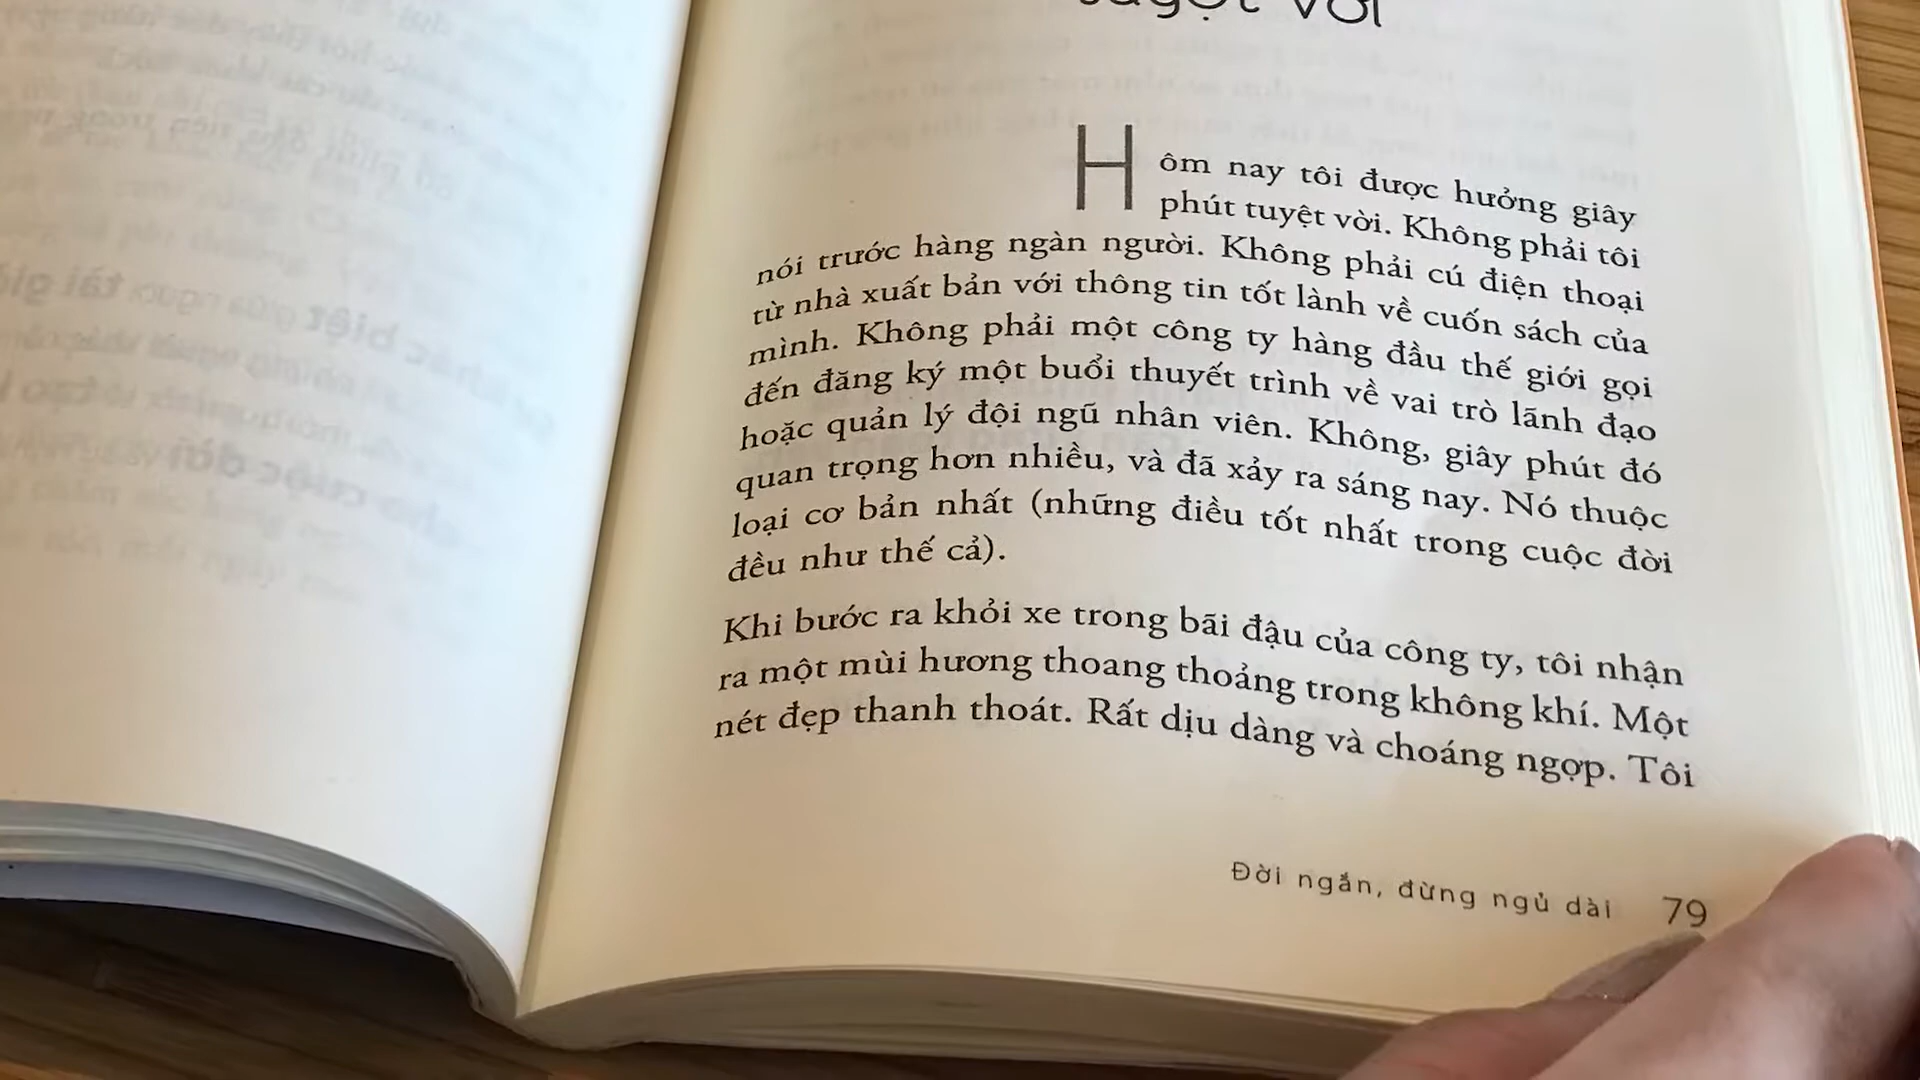 vời
Hôm nay tôi được hưởng giây
phút tuyệt vời. Không phải tôi
nói trước hàng ngàn người. Không phải cú điện thoại
từ nhà xuất bản với thông tin tốt lành về cuốn sách của
mình. Không phải một công ty hàng đầu thế giới gọi
đến đăng ký một buổi thuyết trình về vai trò lãnh đạo
hoặc quản lý đội ngũ nhân viên. Không, giây phút đó
quan trọng hơn nhiều, và đã xảy ra sáng nay. Nó thuộc
loại cơ bản nhất (những điều tốt nhất trong cuộc đời
đều như thế cả).
Khi bước ra khỏi xe trong bãi đậu của công ty, tôi nhận
ra một mùi hương thoang thoảng trong không khí. Một
nét đẹp thanh thoát. Rất dịu dàng và choáng ngợp. Tôi
Đời ngắn, đừng ngủ dài 79